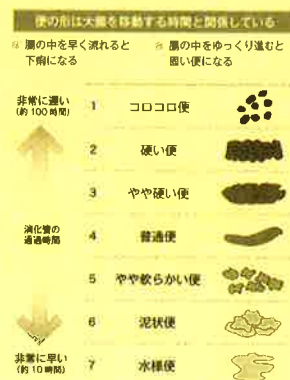 便の形は大腸を移動する時間と関係している
腸の中を早く流れると
下痢になる
腸の中をゆっくり進むと
固い便になる
非常に遅い
(約100時間)
1 コロコロ便
2 硬い便
3 やや硬い便
消化管の
通過時間
4 普通便
5 やや軟らかい便
6 泥状便
非常に早い
(約10時間)
7 水様便